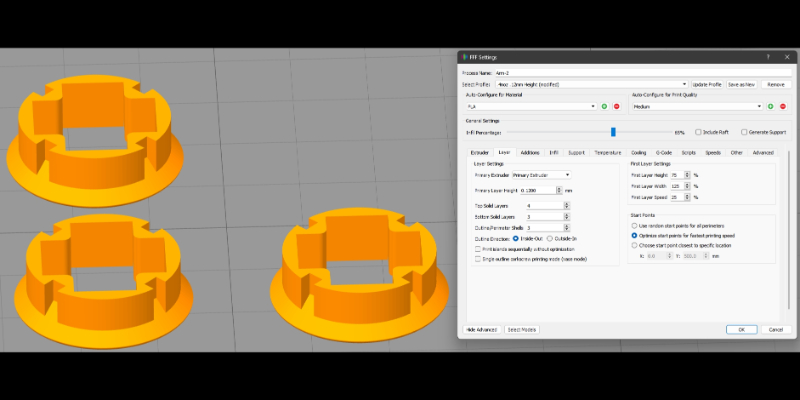 FFF Settings
? X
Process Name: Arm-2
Select Profile: .12mm Height (modified) Update Profile Save as New Remove
Auto-Configure for Material Auto-Configure for Print Quality
PLA Medium
General Settings
Infill Percentage: 65% Include Raft Generate Support
Extruder Layer Additions Infill Support Temperature Cooling G-Code Scripts Speeds Other Advanced
Layer Settings First Layer Settings
Primary Extruder Primary Extruder First Layer Height 75 %
Primary Layer Height 0.1200 mm First Layer Width 125 %
Top Solid Layers 4 First Layer Speed 25 %
Bottom Solid Layers 3
Outline/Perimeter Shells 3 Start Points
Outline Direction: Inside-Out Outside-In Use random start points for all perimeters
Print islands sequentially without optimization Optimize start points for fastest printing speed
Single outline corkscrew printing mode (vase mode) Choose start point closest to specific location
X: 0.0 Y: 500.0 mm
Hide Advanced Select Models OK Cancel